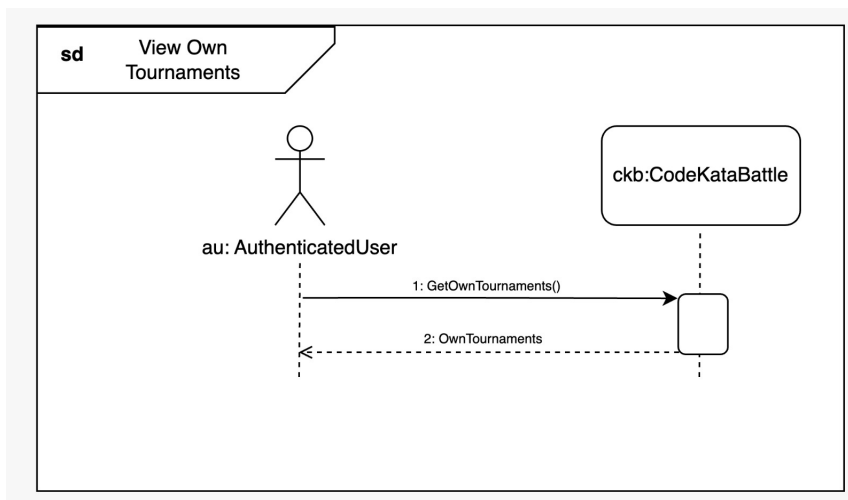 sd
View Own
Tournaments
ckb:CodeKataBattle
au: AuthenticatedUser
1: GetOwnTournaments()
2: OwnTournaments